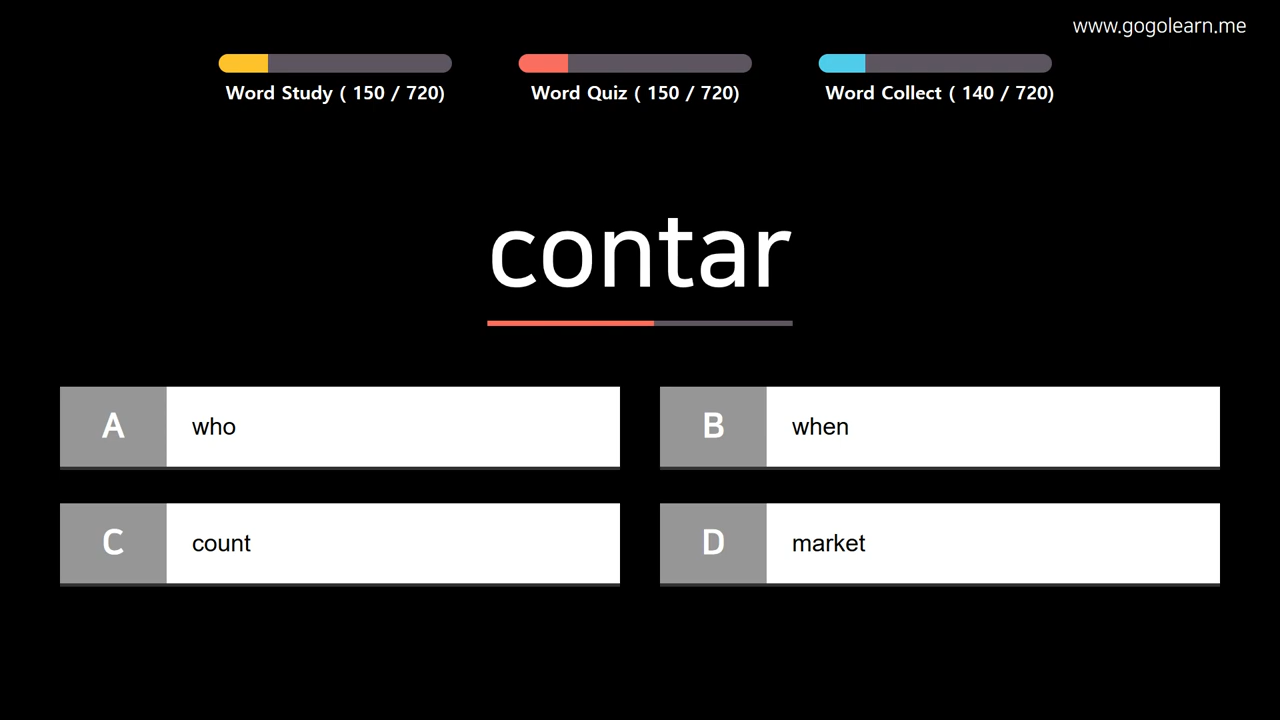 www.gogolearn.me
Word Study ( 150 / 720)
Word Quiz ( 150 / 720)
Word Collect ( 140 / 720)
contar
A who
B when
C count
D market